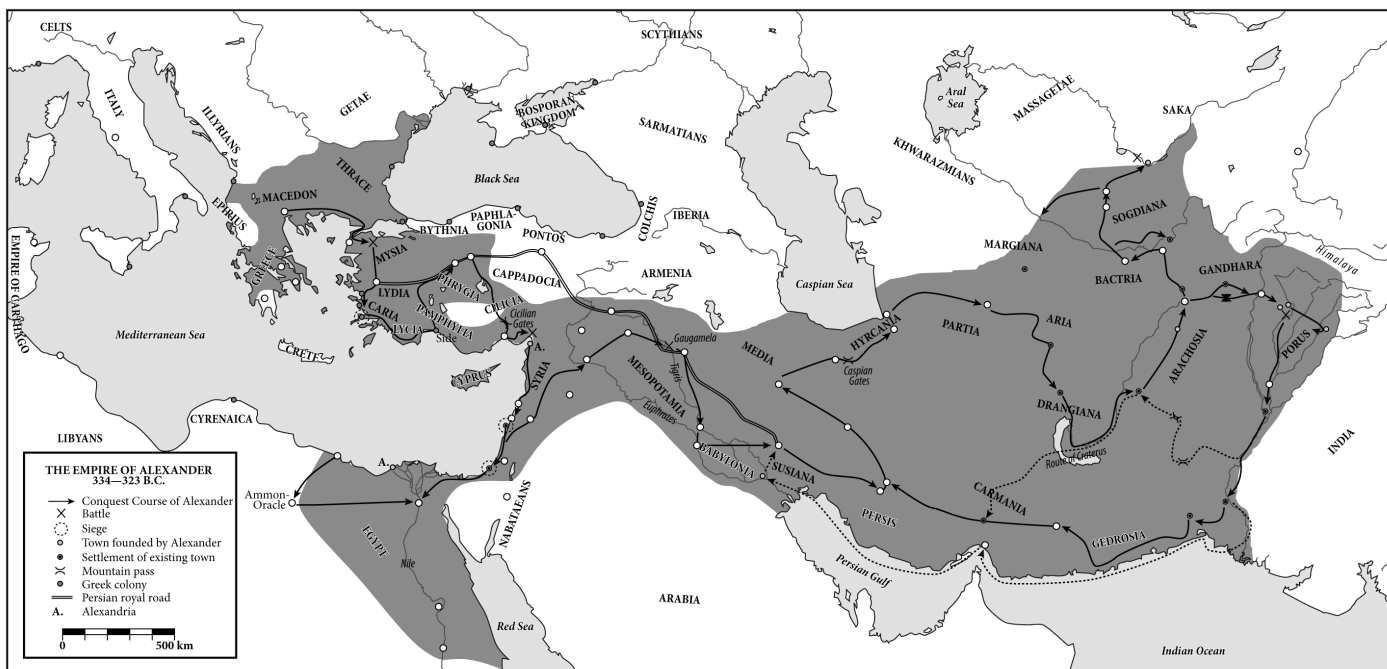 CELTS
ITALY
ILLYRIANS
GETAE
SCYTHIANS
BOSPORAN
KINGDOM
SARMATIANS
Aral
Sea
MASSAGETAE
SAKA
KHWARAZMIANS
THRACE
MACEDON
EPIRIUS
GREECE
Black Sea
BYTHNIA
PAPHLA-
GONIA
PONTOS
COLCHIS
IBERIA
ARMENIA
CAPPADOCIA
Caspian Sea
MARGIANA
SOGDIANA
BACTRIA
GANDHARA
Himalaya
EMPIRE OF CARTHAGO
Mediterranean Sea
MYSIA
LYDIA
PHRYGIA
CARIA
LYCIA
PAMPHYLIA
Side
CILICIA
Cicilian
Gates
A.
CRETE
CYPRUS
SYRIA
Gaugamela
Tigris
MESOPOTAMIA
Euphrates
MEDIA
HYRCANIA
Caspian
Gates
PARTIA
ARIA
DRANGIANA
ARACHOSIA
PORUS
INDIA
LIBYANS
CYRENAICA
A.
Ammon-
Oracle
EGYPT
Nile
NABATAEANS
BABYLONIA
SUSIANA
PERSIS
CARMANIA
Route of Craterus
GEDROSIA
Persian Gulf
ARABIA
Red Sea
Indian Ocean
THE EMPIRE OF ALEXANDER
334—323 B.C.
Conquest Course of Alexander
Battle
Siege
Town founded by Alexander
Settlement of existing town
Mountain pass
Greek colony
Persian royal road
A. Alexandria
0 500 km